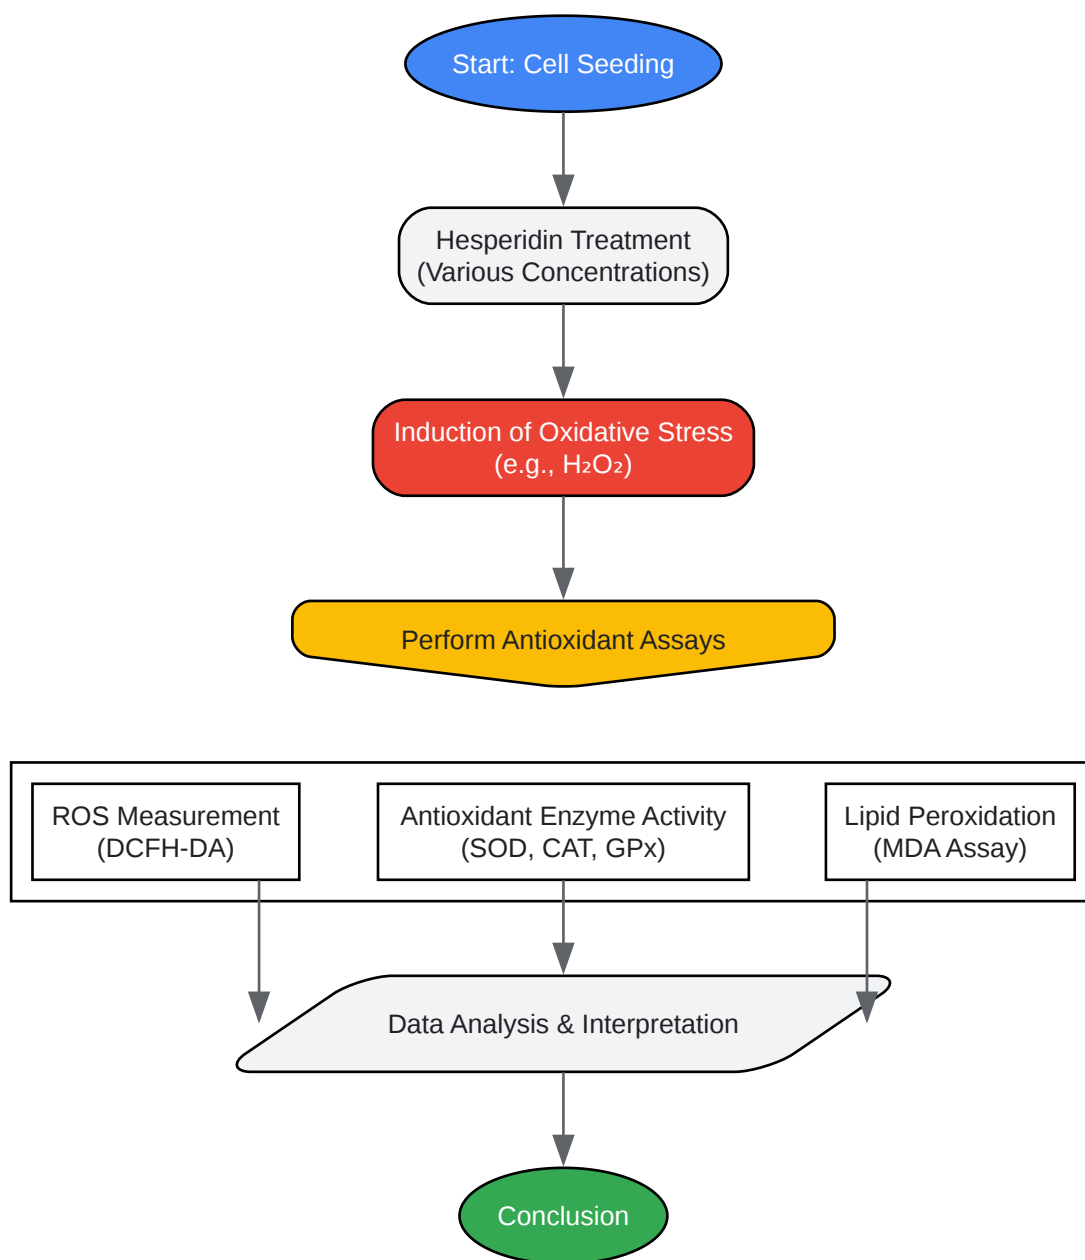 Start: Cell Seeding
Hesperidin Treatment
(Various Concentrations)
Induction of Oxidative Stress
(e.g., H₂O₂)
Perform Antioxidant Assays
ROS Measurement
(DCFH-DA)
Antioxidant Enzyme Activity
(SOD, CAT, GPx)
Lipid Peroxidation
(MDA Assay)
Data Analysis & Interpretation
Conclusion